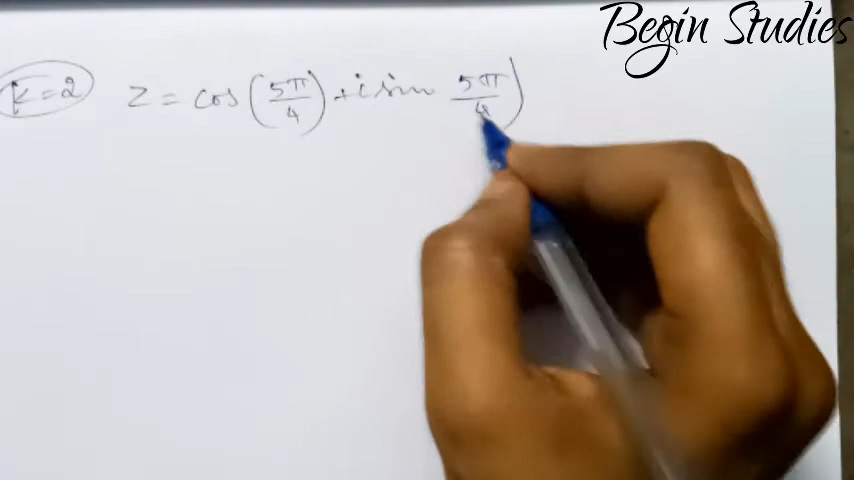 Begin Studies
K=2 z = cos(5π/4) + i sin 5π/4)